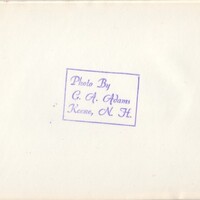 Photo By
G. A. Adams
Keene, N. H.